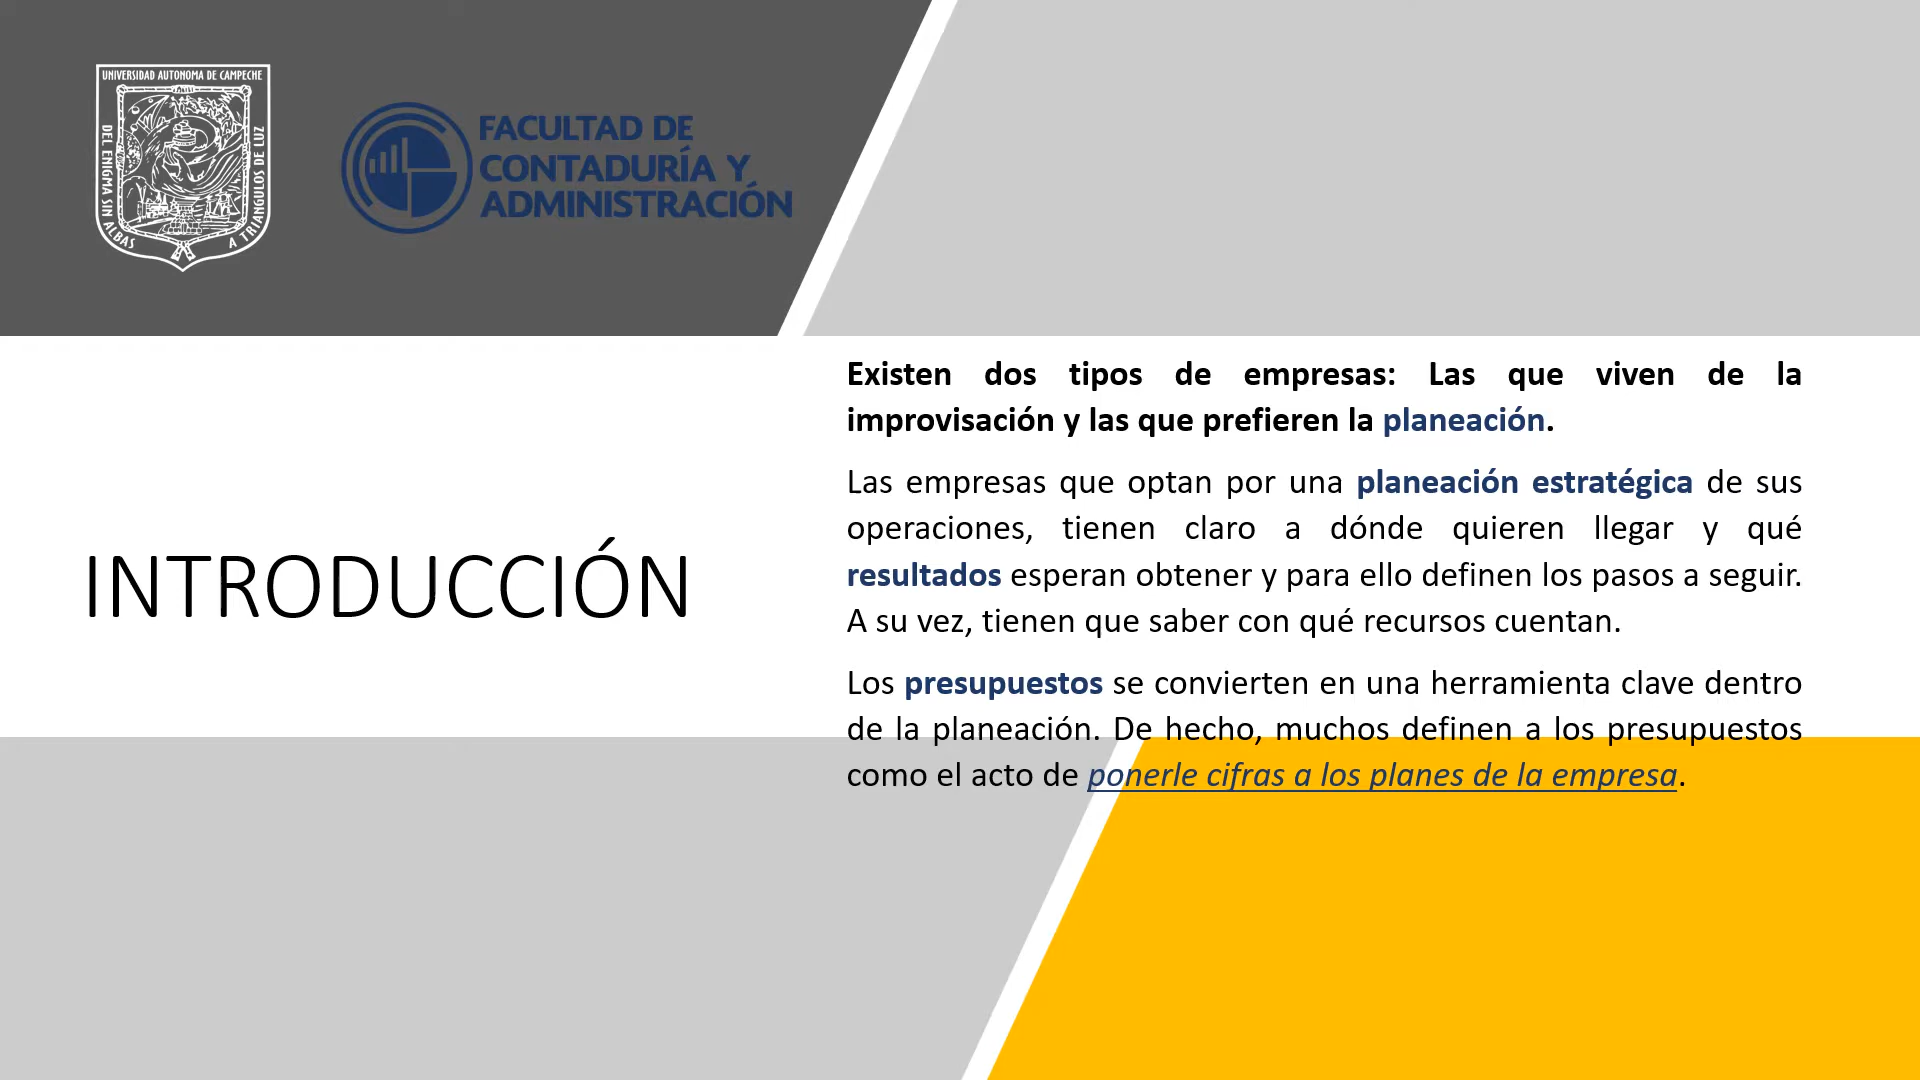 UNIVERSIDAD AUTONOMA DE CAMPECHE
DEL ENIGMA SIN ALBAS
A TRIANGULOS DE LUZ
FACULTAD DE
CONTADURÍA Y
ADMINISTRACIÓN
INTRODUCCIÓN
Existen dos tipos de empresas: Las que viven de la
improvisación y las que prefieren la planeación.
Las empresas que optan por una planeación estratégica de sus
operaciones, tienen claro a dónde quieren llegar y qué
resultados esperan obtener y para ello definen los pasos a seguir.
A su vez, tienen que saber con qué recursos cuentan.
Los presupuestos se convierten en una herramienta clave dentro
de la planeación. De hecho, muchos definen a los presupuestos
como el acto de ponerle cifras a los planes de la empresa.